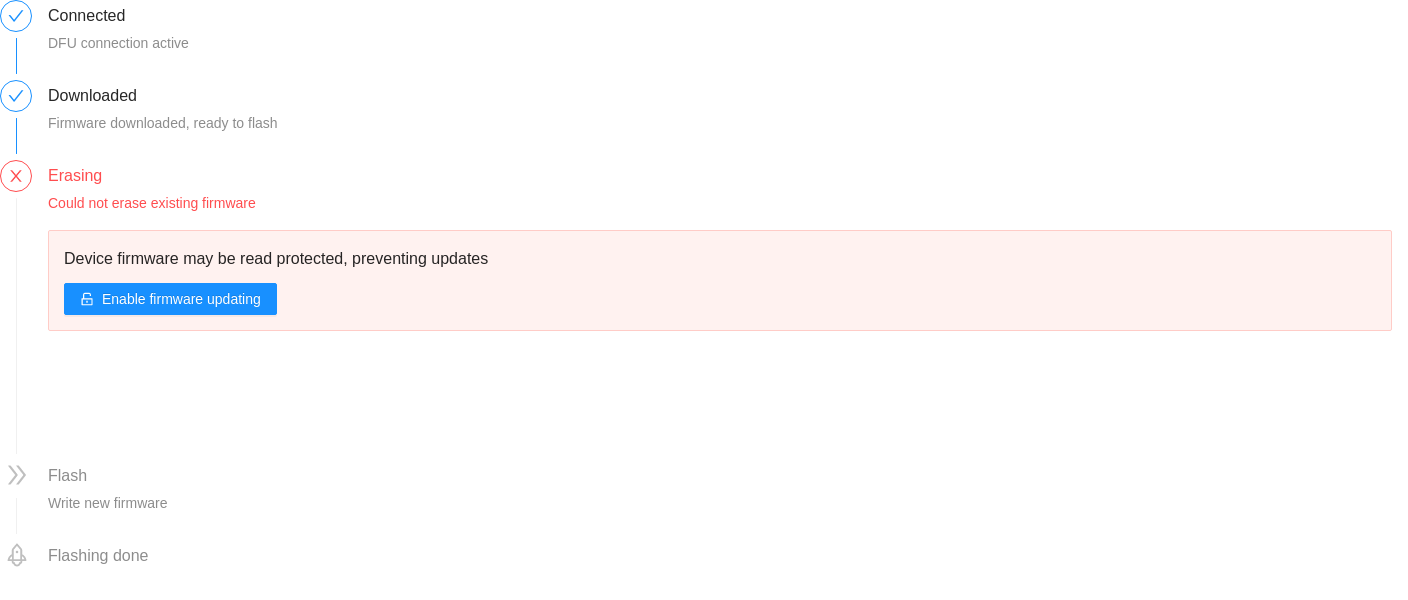 Connected
DFU connection active
Downloaded
Firmware downloaded, ready to flash
Erasing
Could not erase existing firmware
Device firmware may be read protected, preventing updates
Enable firmware updating
Flash
Write new firmware
Flashing done